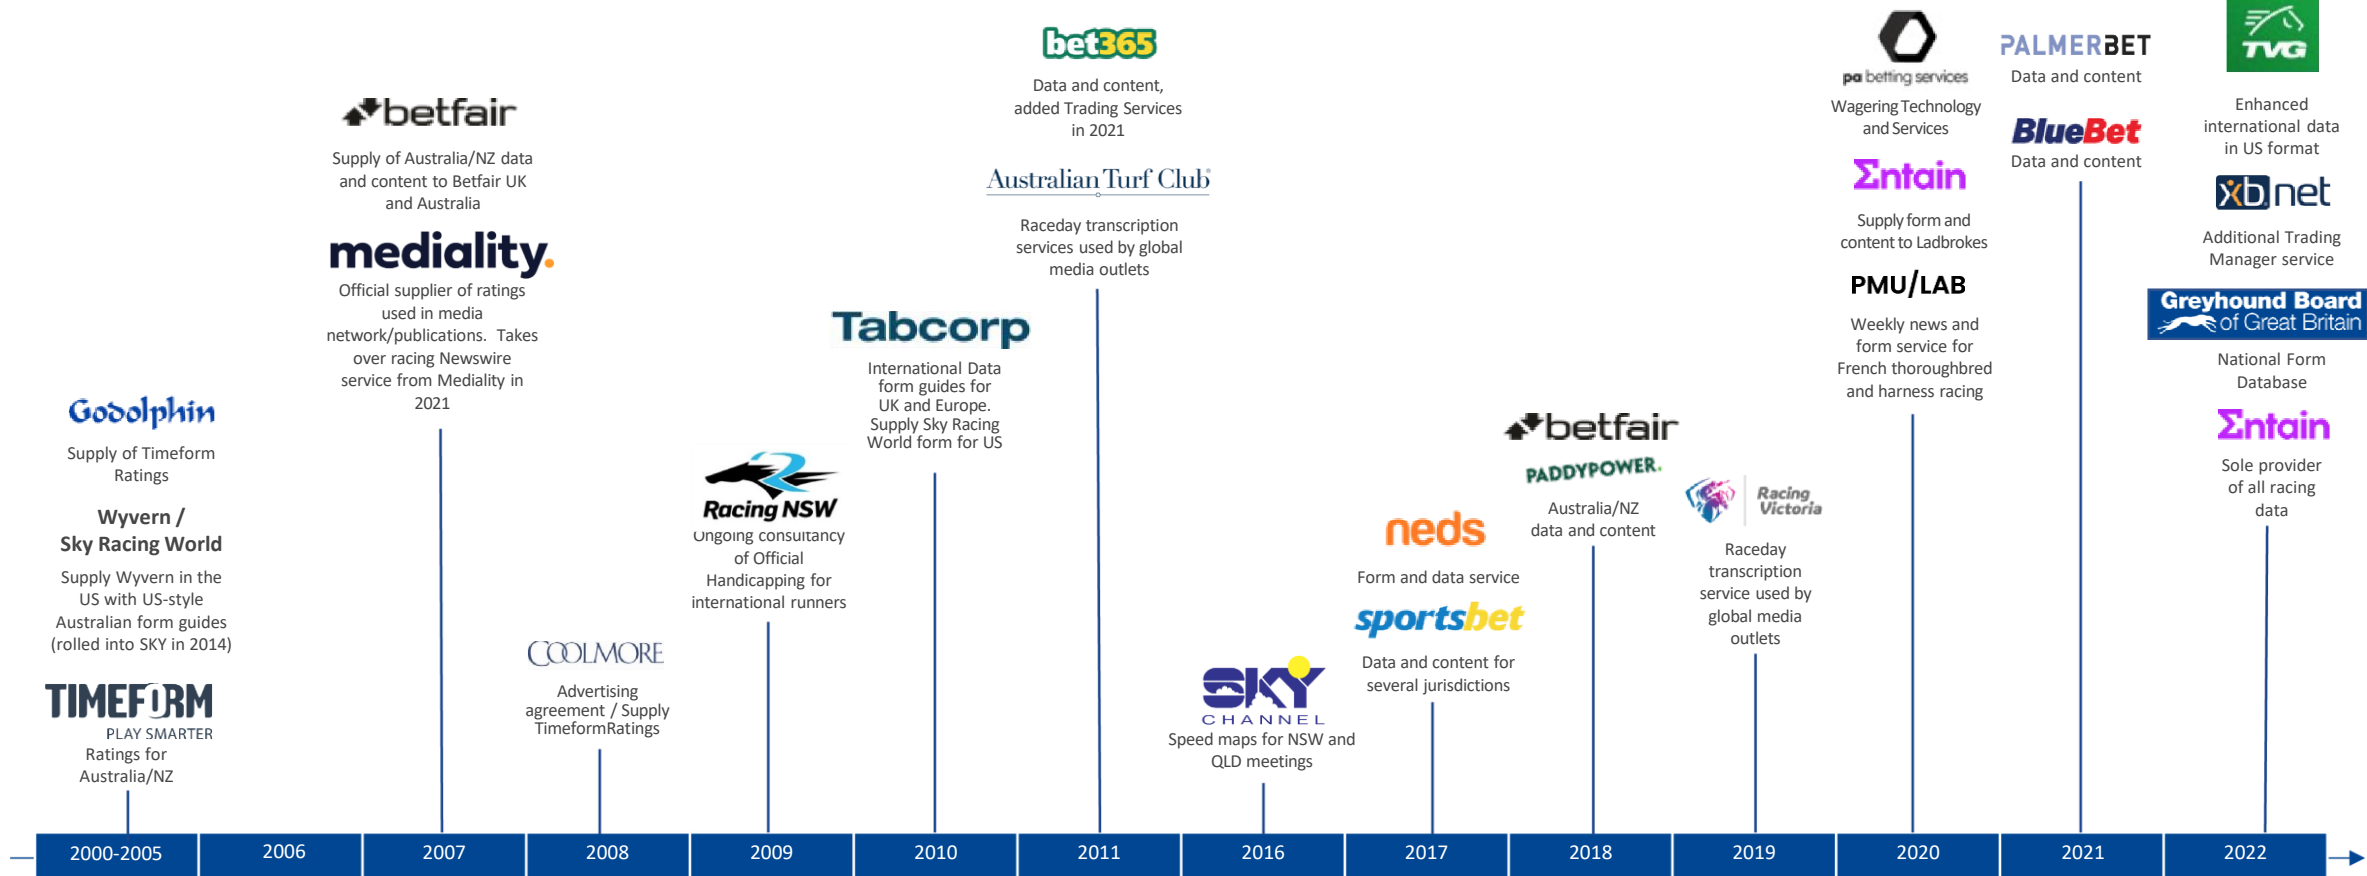 Godolphin
Supply of Timeform
Ratings
Wyvern /
Sky Racing World
Supply Wyvern in the
US with US-style
Australian form guides
(rolled into SKY in 2014)
TIMEFORM
PLAY SMARTER
Ratings for
Australia/NZ
betfair
Supply of Australia/NZ data
and content to Betfair UK
and Australia
mediality.
Official supplier of ratings
used in media
network/publications. Takes
over racing Newswire
service from Mediality in
2021
COOLMORE
Advertising
agreement / Supply
TimeformRatings
Racing NSW
Ongoing consultancy
of Official
Handicapping for
international runners
Tabcorp
International Data
form guides for
UK and Europe.
Supply Sky Racing
World form for US
bet365
Data and content,
added Trading Services
in 2021
Australian Turf Club
Raceday transcription
services used by global
media outlets
SKY
CHANNEL
Speed maps for NSW and
QLD meetings
neds
Form and data service
sportsbet
Data and content for
several jurisdictions
betfair
PADDYPOWER.
Australia/NZ
data and content
Racing
Victoria
Raceday
transcription
service used by
global media
outlets
pa betting services
Wagering Technology
and Services
Σntain
Supply form and
content to Ladbrokes
PMU/LAB
Weekly news and
form service for
French thoroughbred
and harness racing
PALMERBET
Data and content
BlueBet
Data and content
TVG
Enhanced
international data
in US format
xb net
Additional Trading
Manager service
Greyhound Board
of Great Britain
National Form
Database
Σntain
Sole provider
of all racing
data
2000-2005
2006
2007
2008
2009
2010
2011
2016
2017
2018
2019
2020
2021
2022